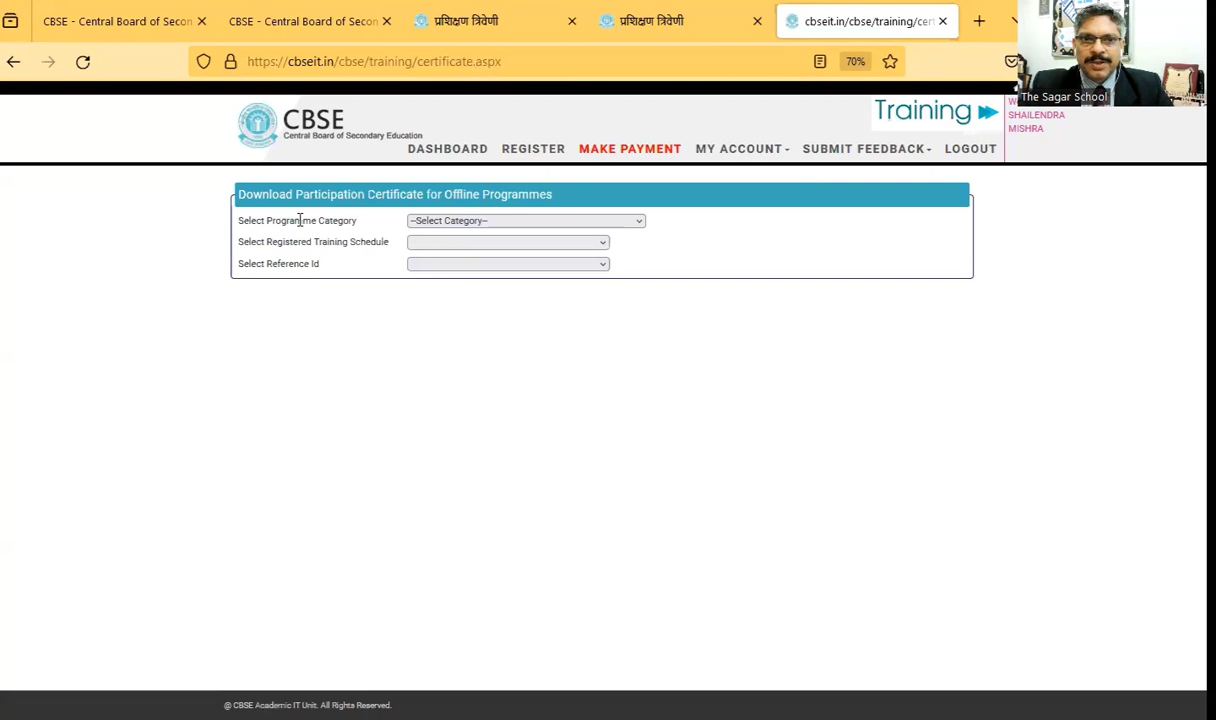 CBSE - Central Board of Secon
CBSE - Central Board of Secon
प्रशिक्षण त्रिवेणी
प्रशिक्षण त्रिवेणी
cbseit.in/cbse/training/cert
https://cbseit.in/cbse/training/certificate.aspx
70%
The Sagar School
CBSE
Central Board of Secondary Education
Training
SHAILENDRA
MISHRA
DASHBOARD REGISTER MAKE PAYMENT MY ACCOUNT SUBMIT FEEDBACK LOGOUT
Download Participation Certificate for Offline Programmes
Select Programme Category --Select Category--
Select Registered Training Schedule
Select Reference Id
@ CBSE Academic IT Unit. All Rights Reserved.